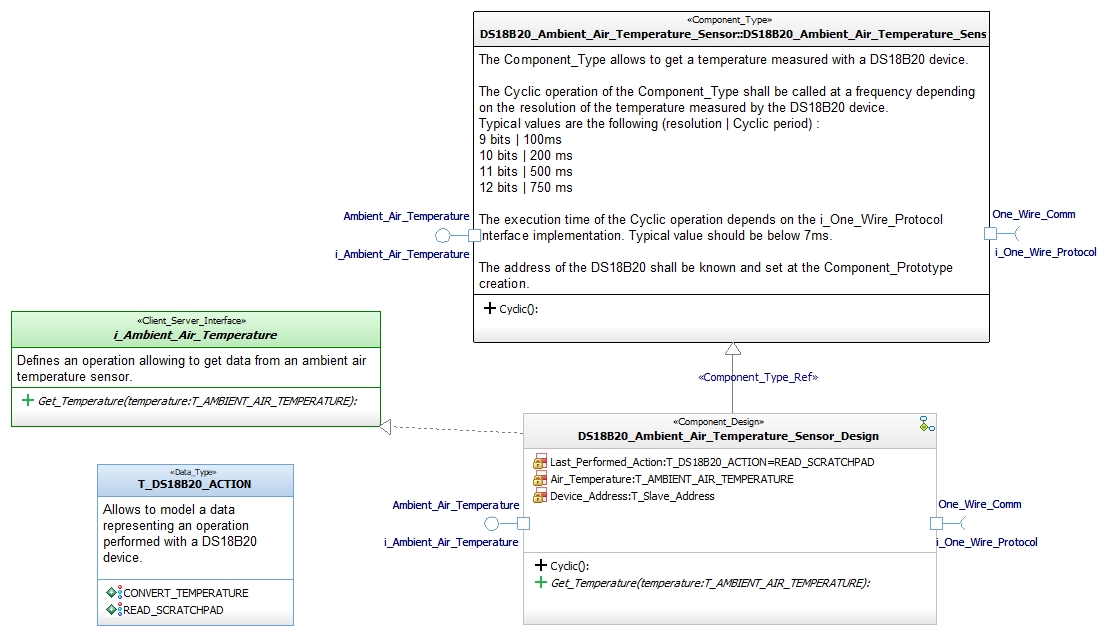 «Component_Type»
DS18B20_Ambient_Air_Temperature_Sensor::DS18B20_Ambient_Air_Temperature_Sens
The Component_Type allows to get a temperature measured with a DS18B20 device.
The Cyclic operation of the Component_Type shall be called at a frequency depending
on the resolution of the temperature measured by the DS18B20 device.
Typical values are the following (resolution | Cyclic period) :
9 bits | 100ms
10 bits | 200 ms
11 bits | 500 ms
12 bits | 750 ms
The execution time of the Cyclic operation depends on the i_One_Wire_Protocol
interface implementation. Typical value should be below 7ms.
The address of the DS18B20 shall be known and set at the Component_Prototype
creation.
Cyclic():
Ambient_Air_Temperature
i_Ambient_Air_Temperature
One_Wire_Comm
i_One_Wire_Protocol
«Client_Server_Interface»
i_Ambient_Air_Temperature
Defines an operation allowing to get data from an ambient air
temperature sensor.
Get_Temperature(temperature:T_AMBIENT_AIR_TEMPERATURE):
«Component_Type_Ref»
«Component_Design»
DS18B20_Ambient_Air_Temperature_Sensor_Design
Last_Performed_Action:T_DS18B20_ACTION=READ_SCRATCHPAD
Air_Temperature:T_AMBIENT_AIR_TEMPERATURE
Device_Address:T_Slave_Address
Cyclic():
Get_Temperature(temperature:T_AMBIENT_AIR_TEMPERATURE):
Ambient_Air_Temperature
i_Ambient_Air_Temperature
One_Wire_Comm
i_One_Wire_Protocol
«Data_Type»
T_DS18B20_ACTION
Allows to model a data
representing an operation
performed with a DS18B20
device.
CONVERT_TEMPERATURE
READ_SCRATCHPAD